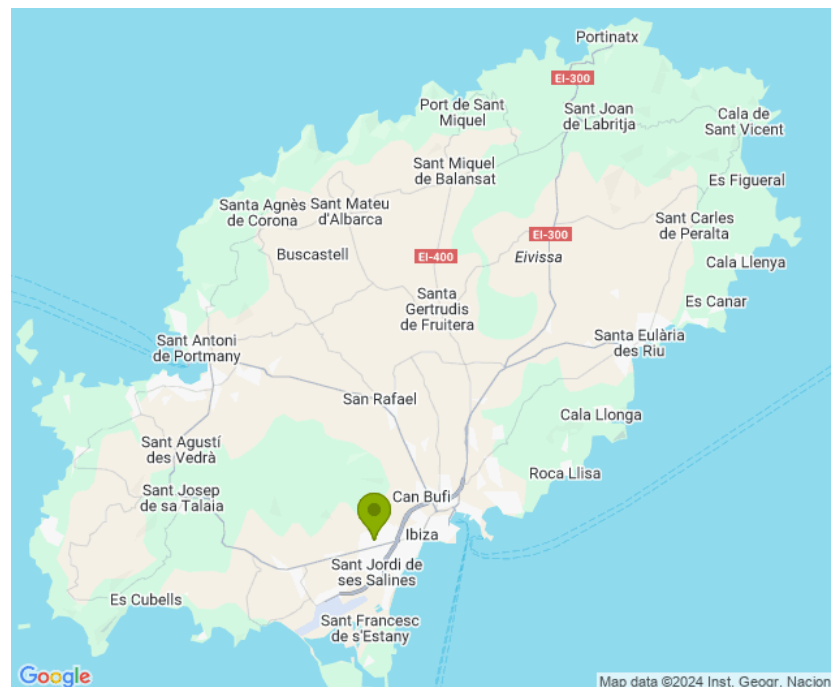 Portinatx
EI-300
Port de Sant
Miquel
Sant Joan
de Labritja
Cala de
Sant Vicent
Sant Miquel
de Balansat
Es Figueral
Santa Agnès
de Corona
Sant Mateu
d'Albarca
Sant Carles
de Peralta
EI-300
Buscastell
EI-400
Eivissa
Cala Llenya
Santa
Gertrudis
de Fruitera
Es Canar
Sant Antoni
de Portmany
Santa Eulària
des Riu
San Rafael
Cala Llonga
Sant Agustí
des Vedrà
Roca Llisa
Sant Josep
de sa Talaia
Can Bufi
Ibiza
Sant Jordi de
ses Salines
Es Cubells
Sant Francesc
de s'Estany
Google
Map data ©2024 Inst. Geogr. Nacion